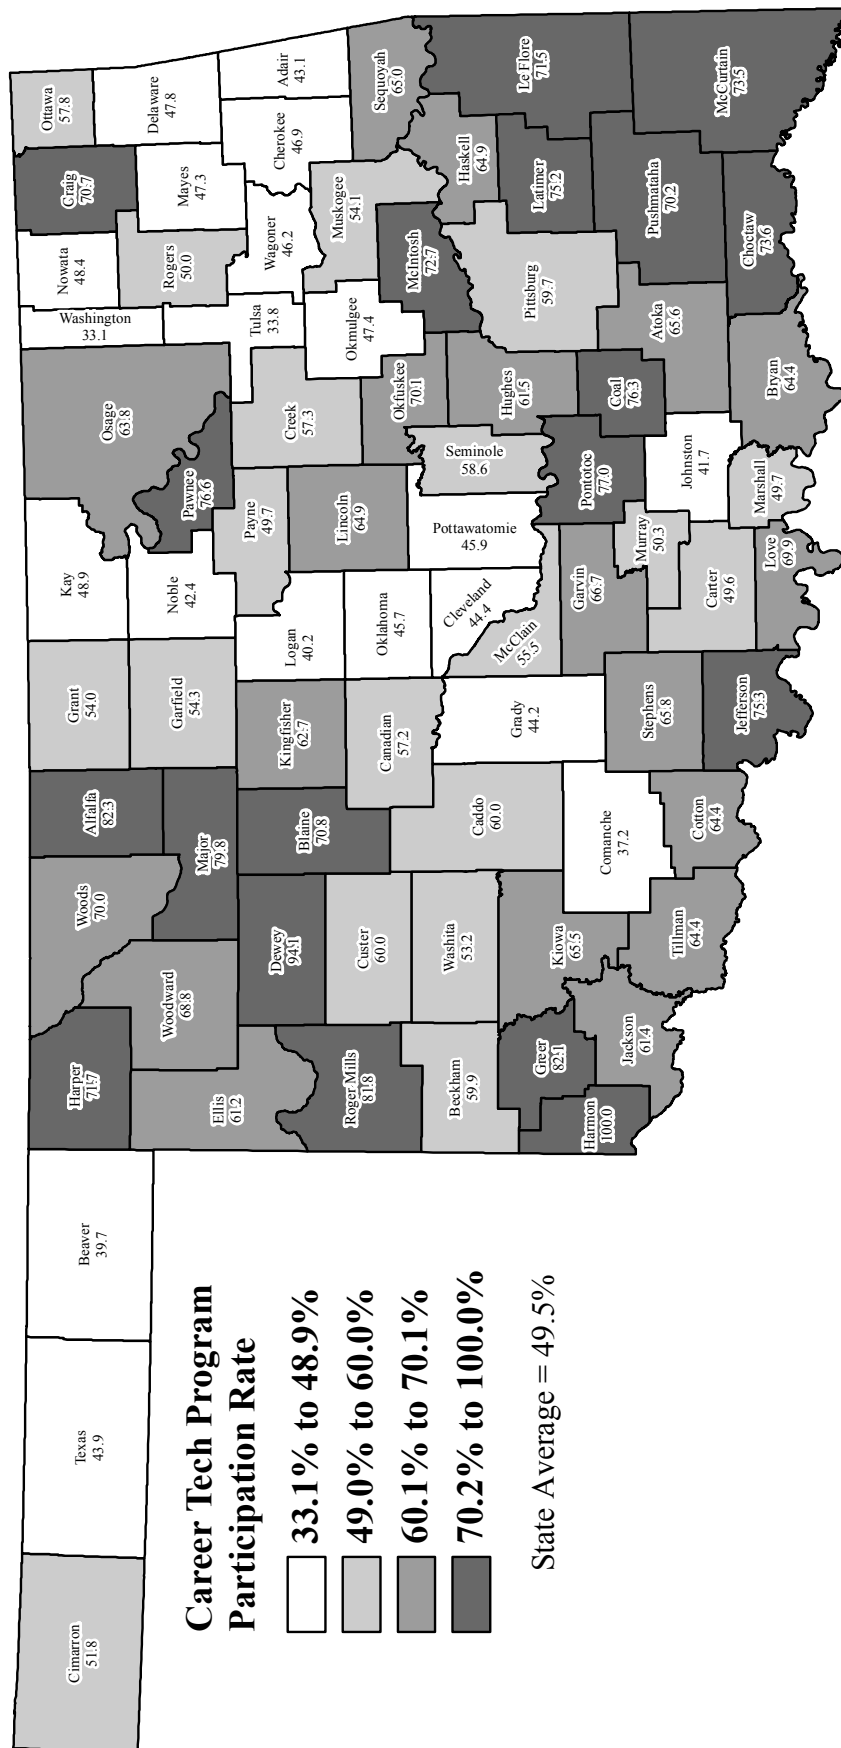 Cimarron
51.8
Texas
43.9
Beaver
39.7
Harper
71.7
Woods
70.0
Alfalfa
82.3
Grant
54.0
Kay
48.9
Osage
63.8
Washington
33.1
Nowata
48.4
Craig
70.7
Ottawa
57.8
Ellis
61.2
Woodward
68.8
Major
79.8
Garfield
54.3
Noble
42.4
Pawnee
76.6
Rogers
50.0
Mayes
47.3
Delaware
47.8
Roger Mills
81.8
Dewey
94.1
Blaine
70.8
Kingfisher
62.7
Logan
40.2
Payne
49.7
Creek
57.3
Tulsa
33.8
Wagoner
46.2
Cherokee
46.9
Adair
43.1
Beckham
59.9
Custer
60.0
Washita
53.2
Caddo
60.0
Canadian
57.2
Oklahoma
45.7
Lincoln
64.9
Okfuskee
70.1
Okmulgee
47.4
Muskogee
54.1
Sequoyah
65.0
Cleveland
44.4
Pottawatomie
45.9
Seminole
58.6
Hughes
61.5
McIntosh
72.7
Haskell
64.9
Le Flore
71.5
Harmon
100.0
Greer
82.1
Kiowa
65.5
Grady
44.2
McClain
55.5
Garvin
66.7
Pontotoc
77.0
Coal
76.3
Pittsburg
59.7
Latimer
75.2
Jackson
61.4
Tillman
64.4
Comanche
37.2
Cotton
64.4
Stephens
65.8
Jefferson
75.3
Murray
50.3
Carter
49.6
Love
69.9
Johnston
41.7
Marshall
49.7
Atoka
65.6
Bryan
64.4
Pushmataha
70.2
Choctaw
73.6
McCurtain
73.5
Career Tech Program
Participation Rate
33.1% to 48.9%
49.0% to 60.0%
60.1% to 70.1%
70.2% to 100.0%
State Average = 49.5%